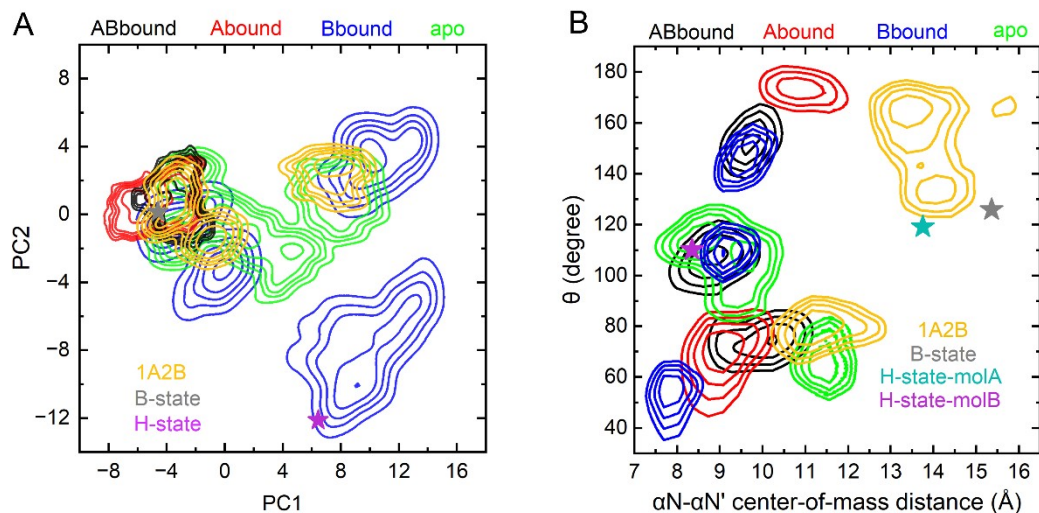 A
ABbound Abound Bbound apo
8
4
0
−4
−8
−12
PC2
1A2B
B-state
H-state
−8 −4 0 4 8 12 16
PC1
B
ABbound Abound Bbound apo
180
160
140
120
100
80
60
40
θ (degree)
1A2B
B-state
H-state-molA
H-state-molB
7 8 9 10 11 12 13 14 15 16
αN-αN' center-of-mass distance (Å)